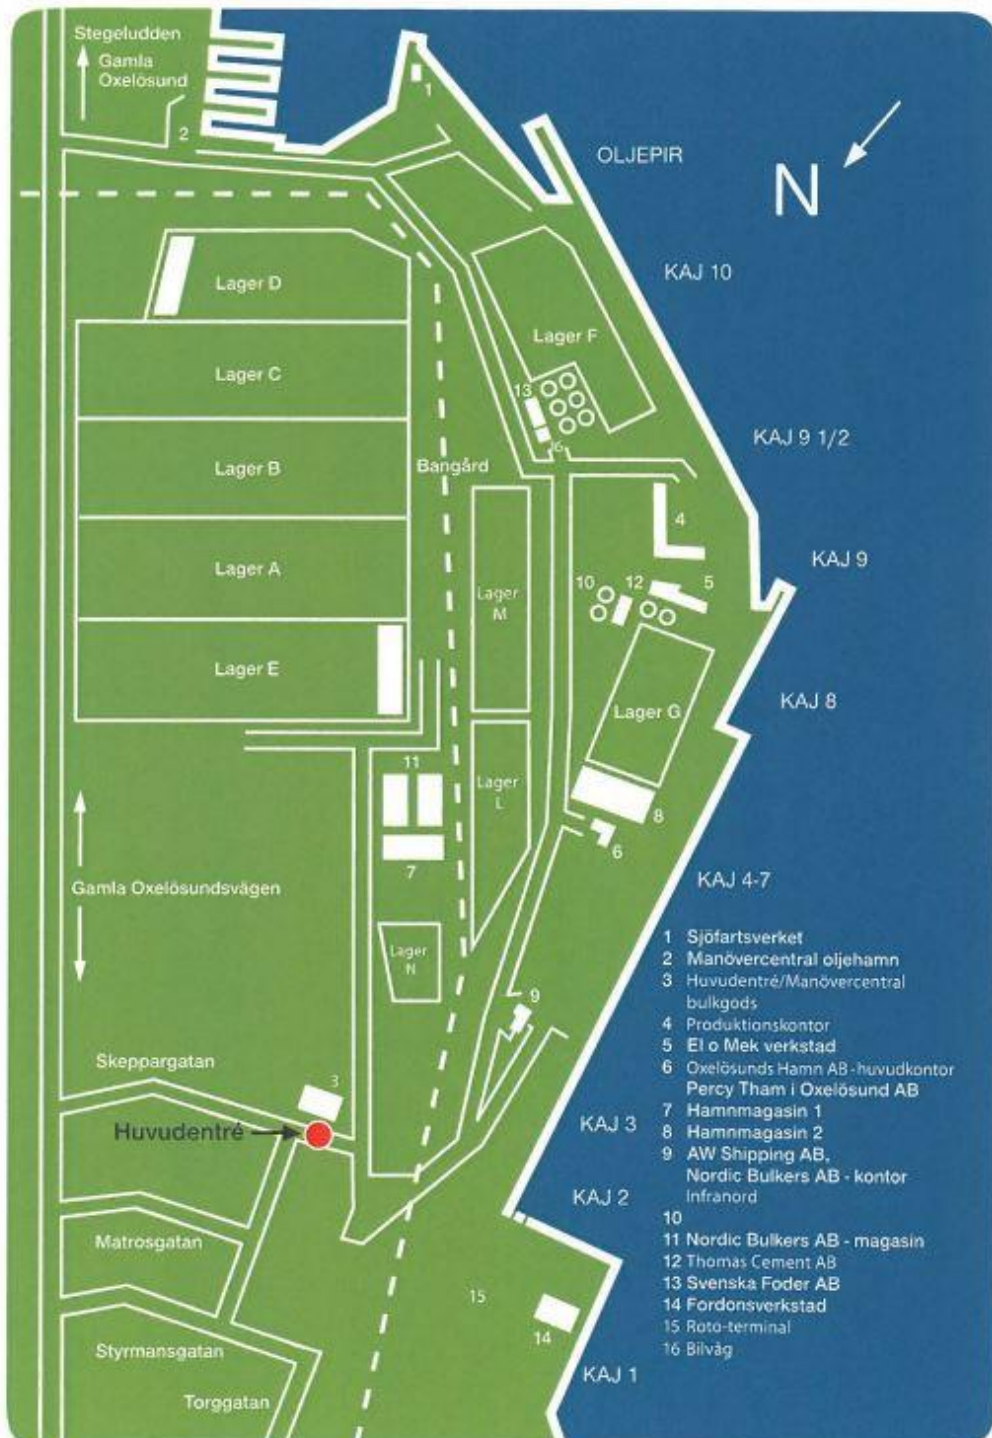 Stegeludden
Gamla
Oxelösund
1
2
OLJEPIR
N
KAJ 10
Lager D
Lager F
Lager C
13
KAJ 9 1/2
16
Bangård
Lager B
4
KAJ 9
Lager A
10
12
5
Lager
M
Lager E
KAJ 8
Lager G
11
Lager
L
8
6
7
KAJ 4-7
Gamla Oxelösundsvägen
Lager
N
9
Skeppargatan
3
Huvudentré
KAJ 3
KAJ 2
Matrosgatan
15
14
Styrmansgatan
KAJ 1
Torggatan
1 Sjöfartsverket
2 Manövercentral oljehamn
3 Huvudentré/Manövercentral
bulkgods
4 Produktionskontor
5 El o Mek verkstad
6 Oxelösunds Hamn AB - huvudkontor
Percy Tham i Oxelösund AB
7 Hamnmagasin 1
8 Hamnmagasin 2
9 AW Shipping AB,
Nordic Bulkers AB - kontor
Infranord
10
11 Nordic Bulkers AB - magasin
12 Thomas Cement AB
13 Svenska Foder AB
14 Fordonsverkstad
15 Roto-terminal
16 Bilvåg